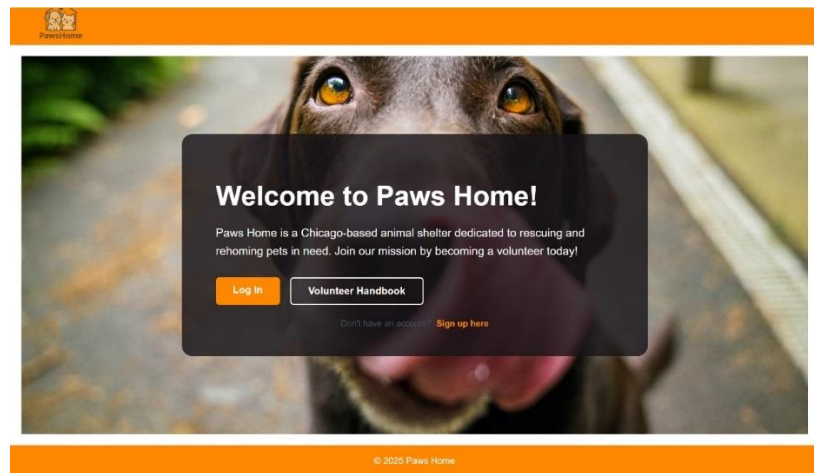 PawsHome
Welcome to Paws Home!
Paws Home is a Chicago-based animal shelter dedicated to rescuing and
rehoming pets in need. Join our mission by becoming a volunteer today!
Log In
Volunteer Handbook
Don't have an account? Sign up here
© 2025 Paws Home